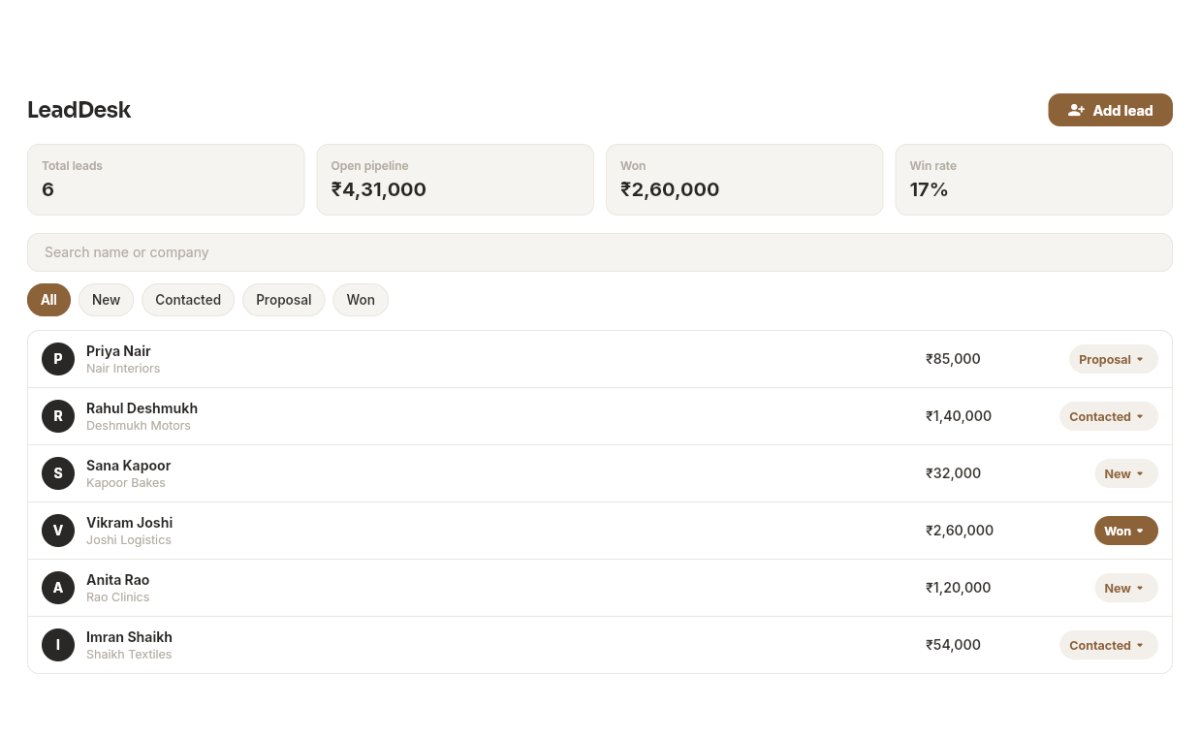 LeadDesk
Add lead
Total leads
6
Open pipeline
₹4,31,000
Won
₹2,60,000
Win rate
17%
Search name or company
All
New
Contacted
Proposal
Won
P
Priya Nair
Nair Interiors
₹85,000
Proposal
R
Rahul Deshmukh
Deshmukh Motors
₹1,40,000
Contacted
S
Sana Kapoor
Kapoor Bakes
₹32,000
New
V
Vikram Joshi
Joshi Logistics
₹2,60,000
Won
A
Anita Rao
Rao Clinics
₹1,20,000
New
I
Imran Shaikh
Shaikh Textiles
₹54,000
Contacted